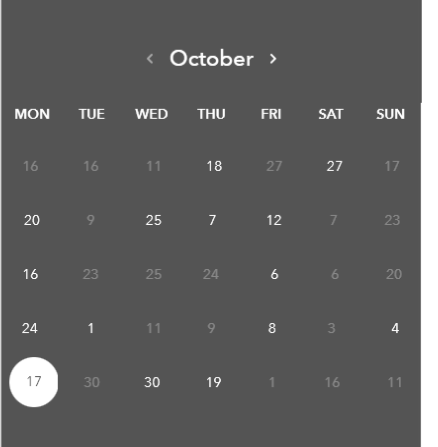 ‹ October ›
MON TUE WED THU FRI SAT SUN
16 16 11 18 27 27 17
20 9 25 7 12 7 23
16 23 25 24 6 6 20
24 1 11 9 8 3 4
17 30 30 19 1 16 11